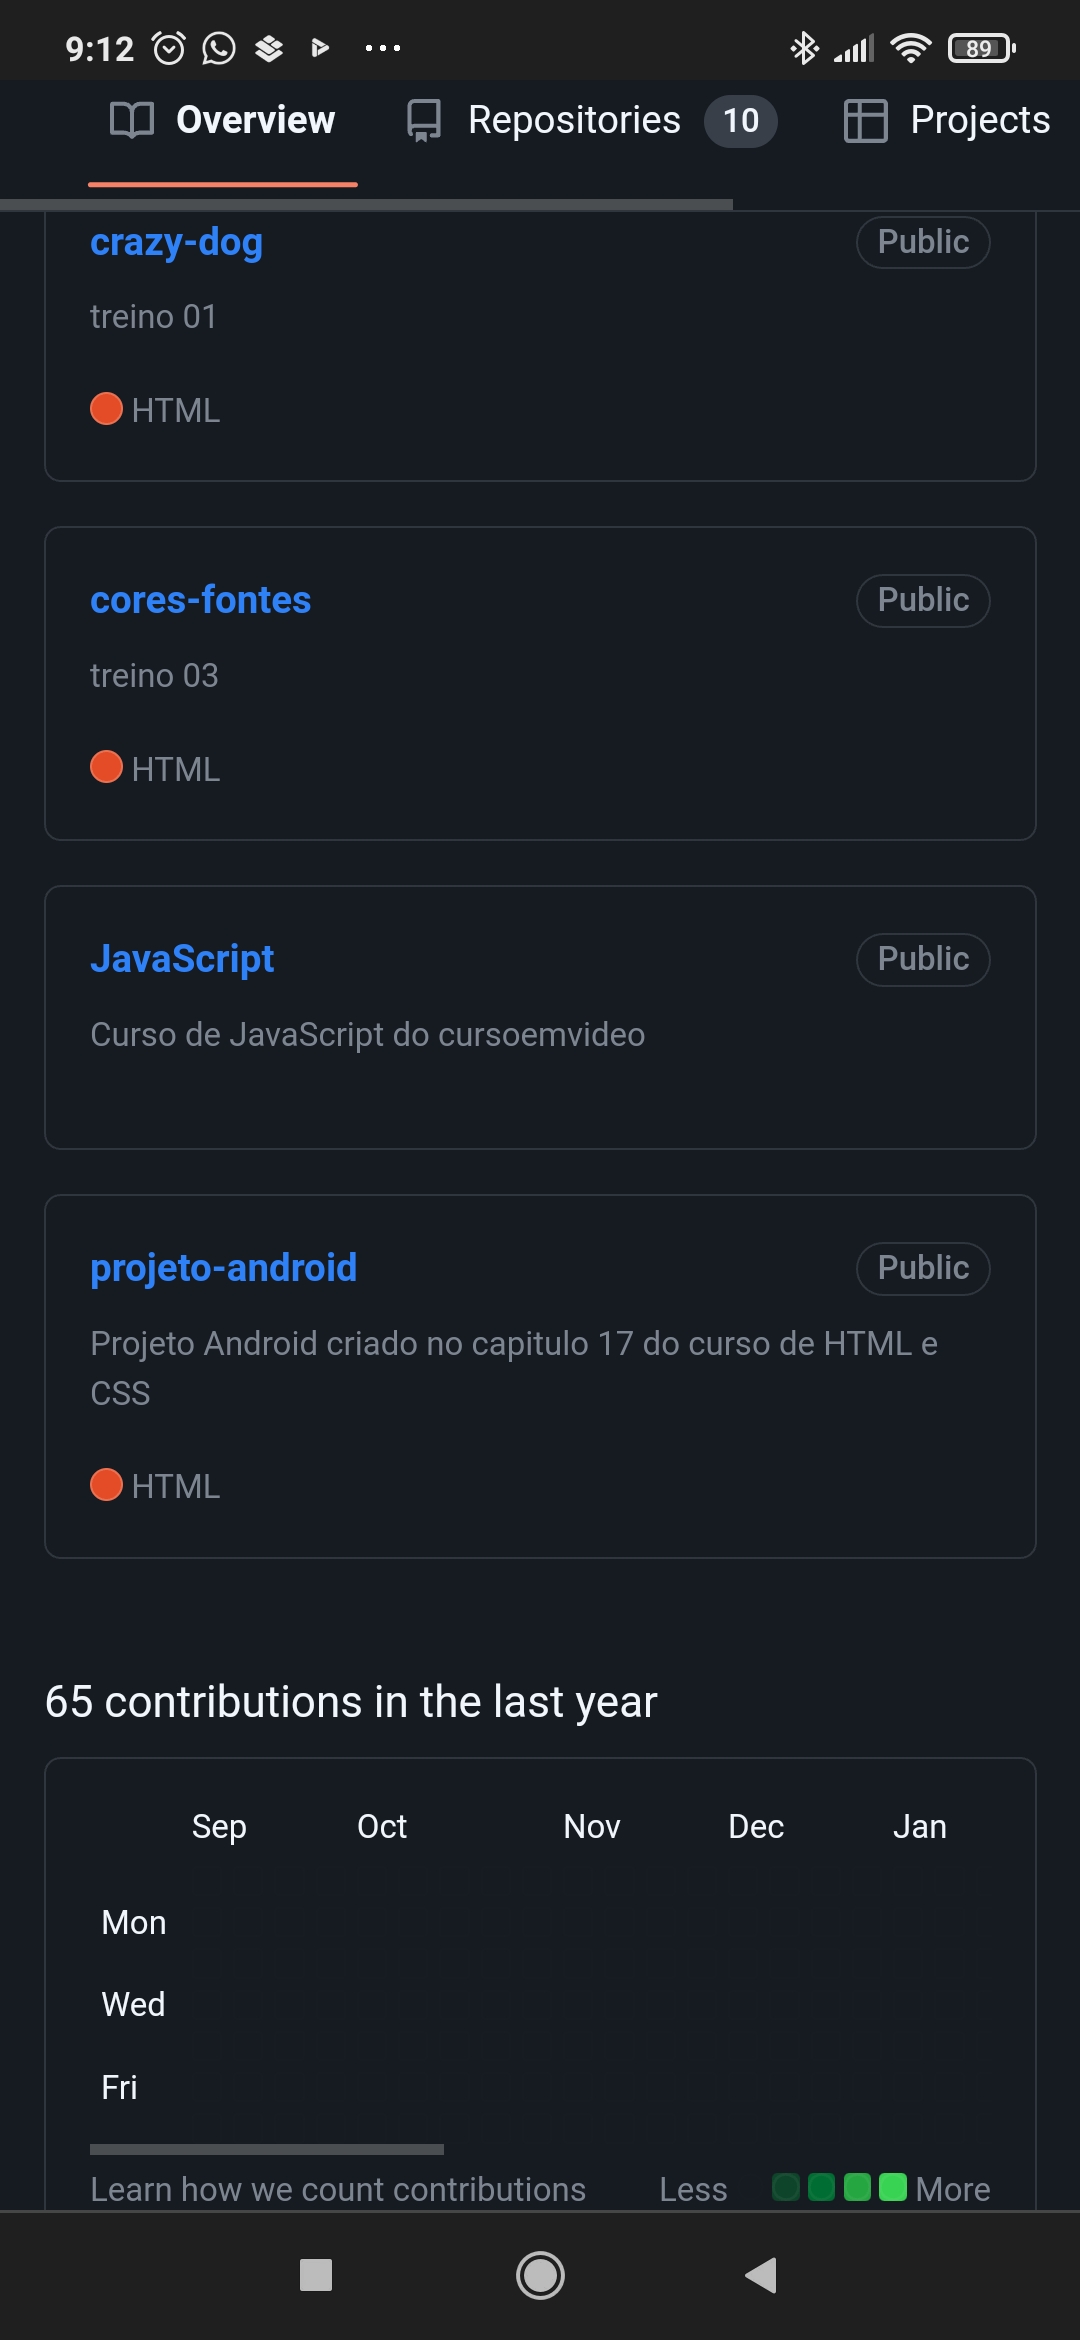 9:12
89
Overview
Repositories 10
Projects
crazy-dog
Public
treino 01
HTML
cores-fontes
Public
treino 03
HTML
JavaScript
Public
Curso de JavaScript do cursoemvideo
projeto-android
Public
Projeto Android criado no capitulo 17 do curso de HTML e
CSS
HTML
65 contributions in the last year
Sep Oct Nov Dec Jan
Mon
Wed
Fri
Learn how we count contributions
Less
More